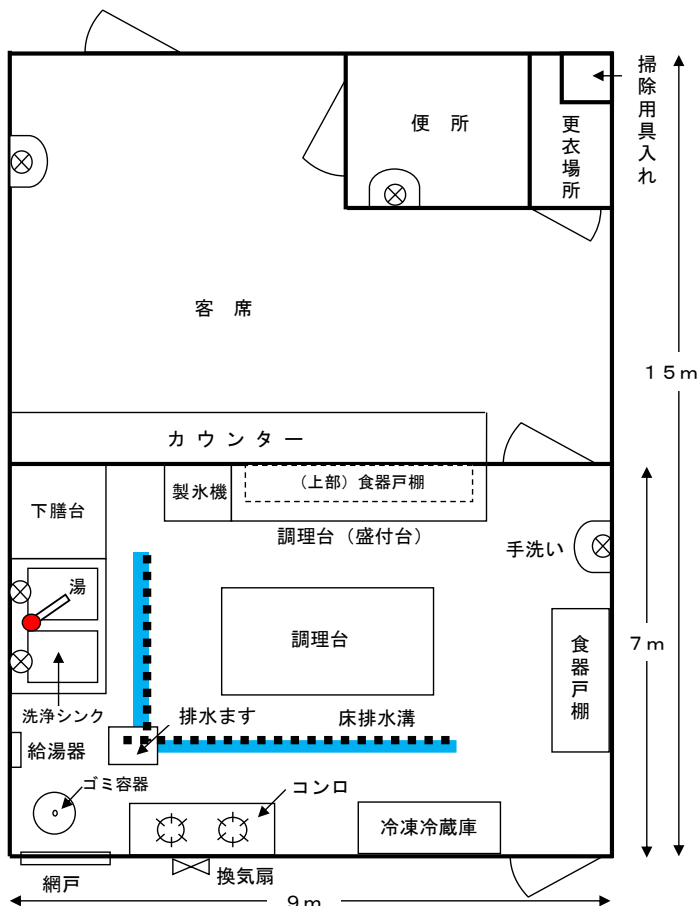 掃除用具入れ
便 所
更衣場所
客 席
15m
カウンター
製氷機
(上部)食器戸棚
下膳台
調理台(盛付台)
手洗い
湯
調理台
食器戸棚
7m
洗浄シンク
排水ます
床排水溝
給湯器
ゴミ容器
コンロ
冷凍冷蔵庫
網戸
換気扇
9m